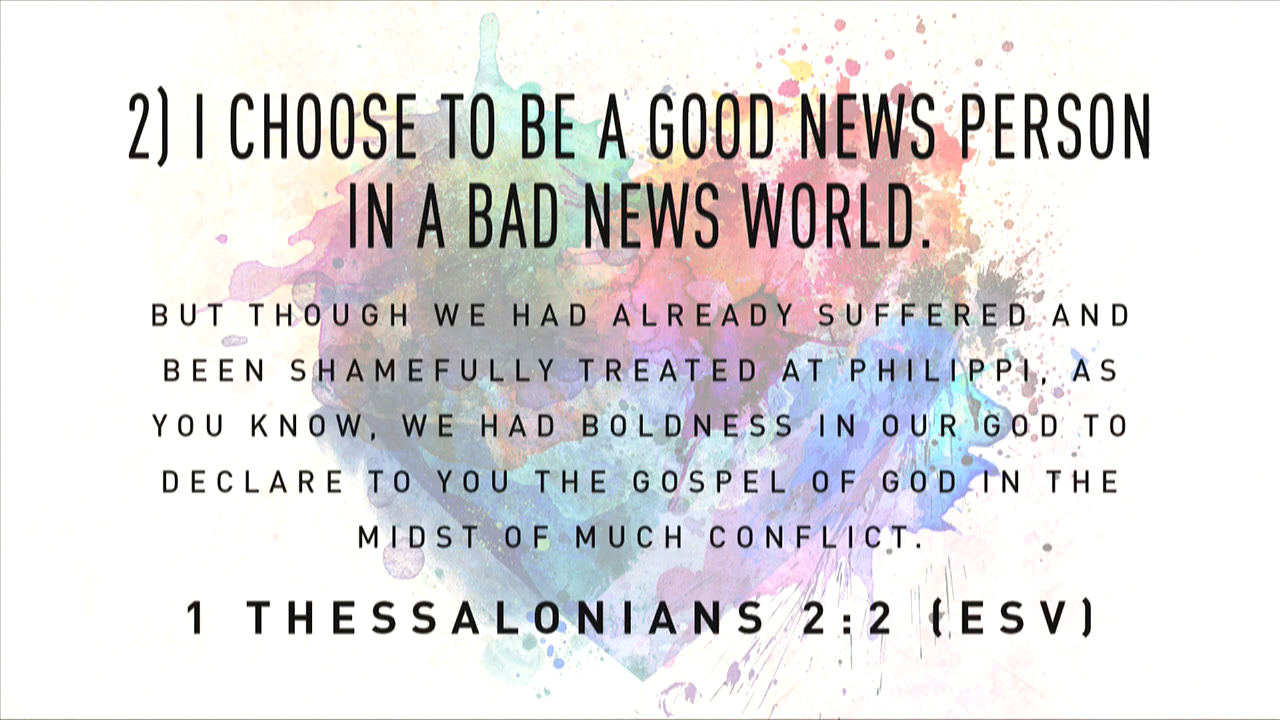 2) I CHOOSE TO BE A GOOD NEWS PERSON
IN A BAD NEWS WORLD.
BUT THOUGH WE HAD ALREADY SUFFERED AND
BEEN SHAMEFULLY TREATED AT PHILIPPI, AS
YOU KNOW, WE HAD BOLDNESS IN OUR GOD TO
DECLARE TO YOU THE GOSPEL OF GOD IN THE
MIDST OF MUCH CONFLICT.
1 THESSALONIANS 2:2 (ESV)